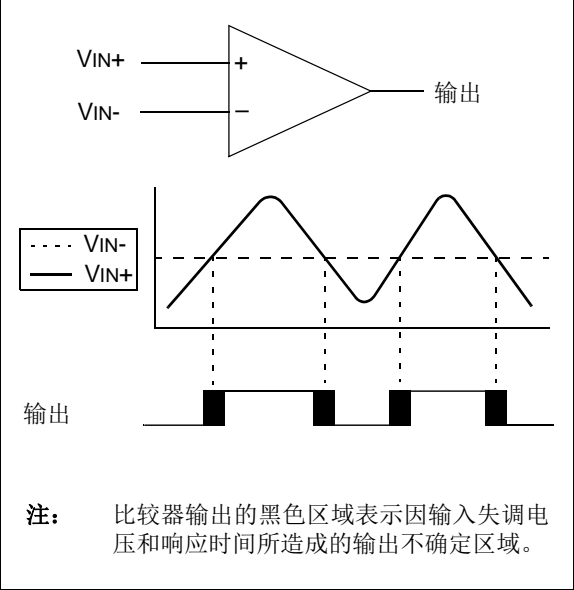 VIN+
+
输出
VIN-
–
VIN-
VIN+
输出
注： 比较器输出的黑色区域表示因输入失调电
压和响应时间所造成的输出不确定区域。